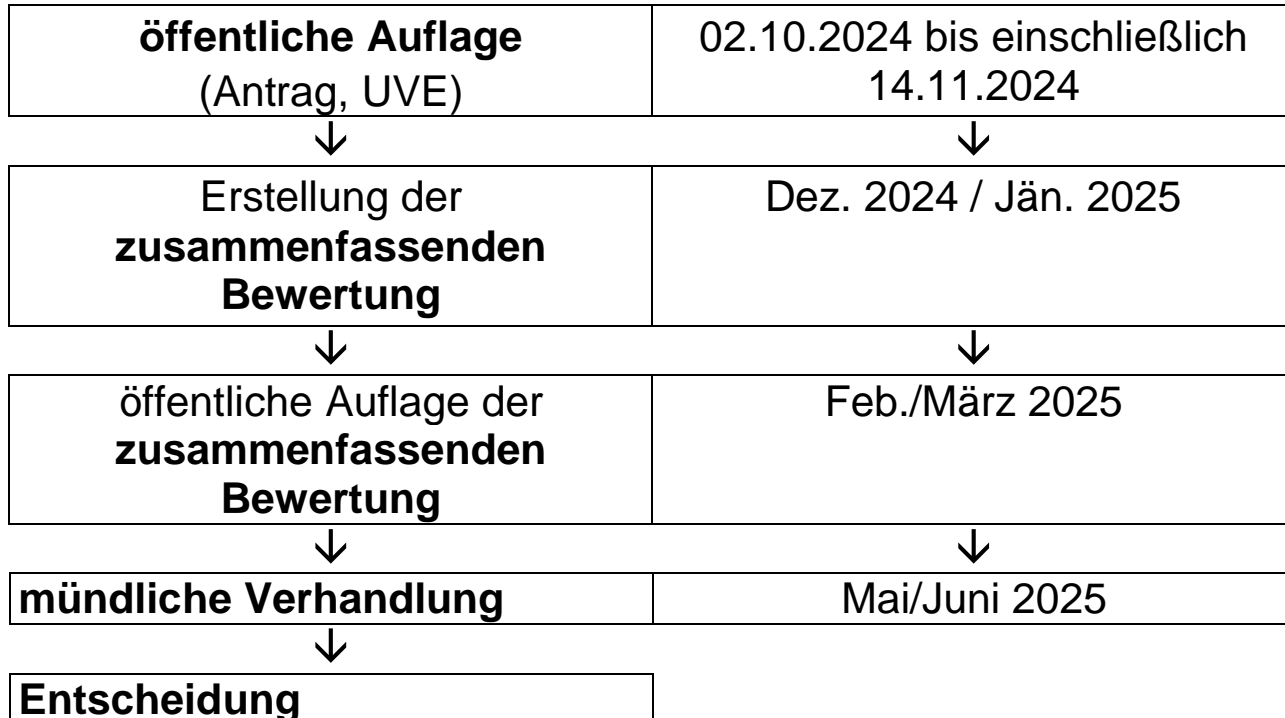 öffentliche Auflage
(Antrag, UVE)
02.10.2024 bis einschließlich
14.11.2024
Erstellung der
zusammenfassenden
Bewertung
Dez. 2024 / Jän. 2025
öffentliche Auflage der
zusammenfassenden
Bewertung
Feb./März 2025
mündliche Verhandlung
Mai/Juni 2025
Entscheidung